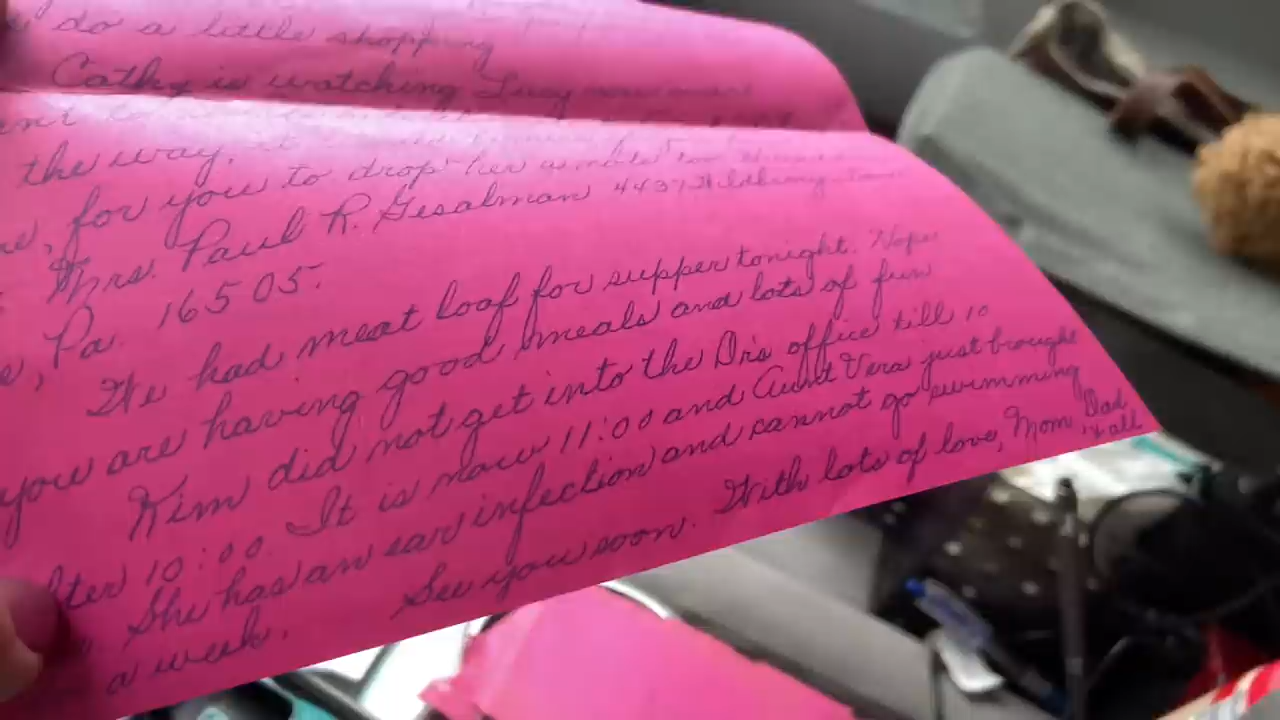 do a little shopping
Cathy is watching Lucy
the way, it
for you to drop her a note
Mrs. Paul R. Gesalman 4437
Pa. 16505.
We had meat loaf for supper tonight. Hope
you are having good meals and lots of fun
Kim did not get into the Dr's office till 10
after 10:00. It is now 11:00 and Aunt Vera just brought
She has an ear infection and cannot go swimming
a week. See you soon. With lots of love, Mom, Dad
& all